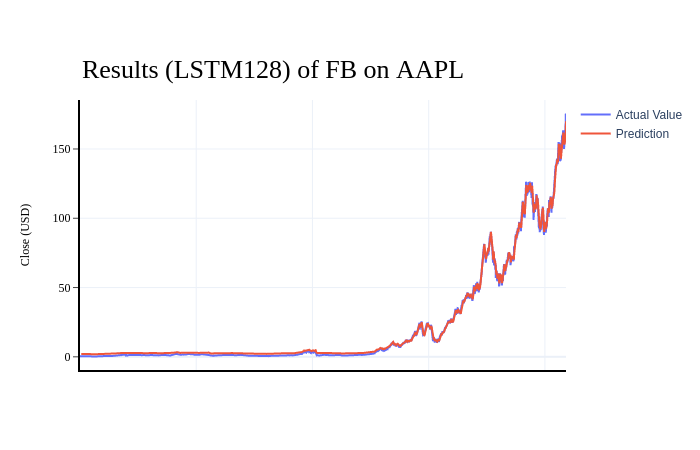 Results (LSTM128) of FB on AAPL
Actual Value
Prediction
150
100
50
0
Close (USD)